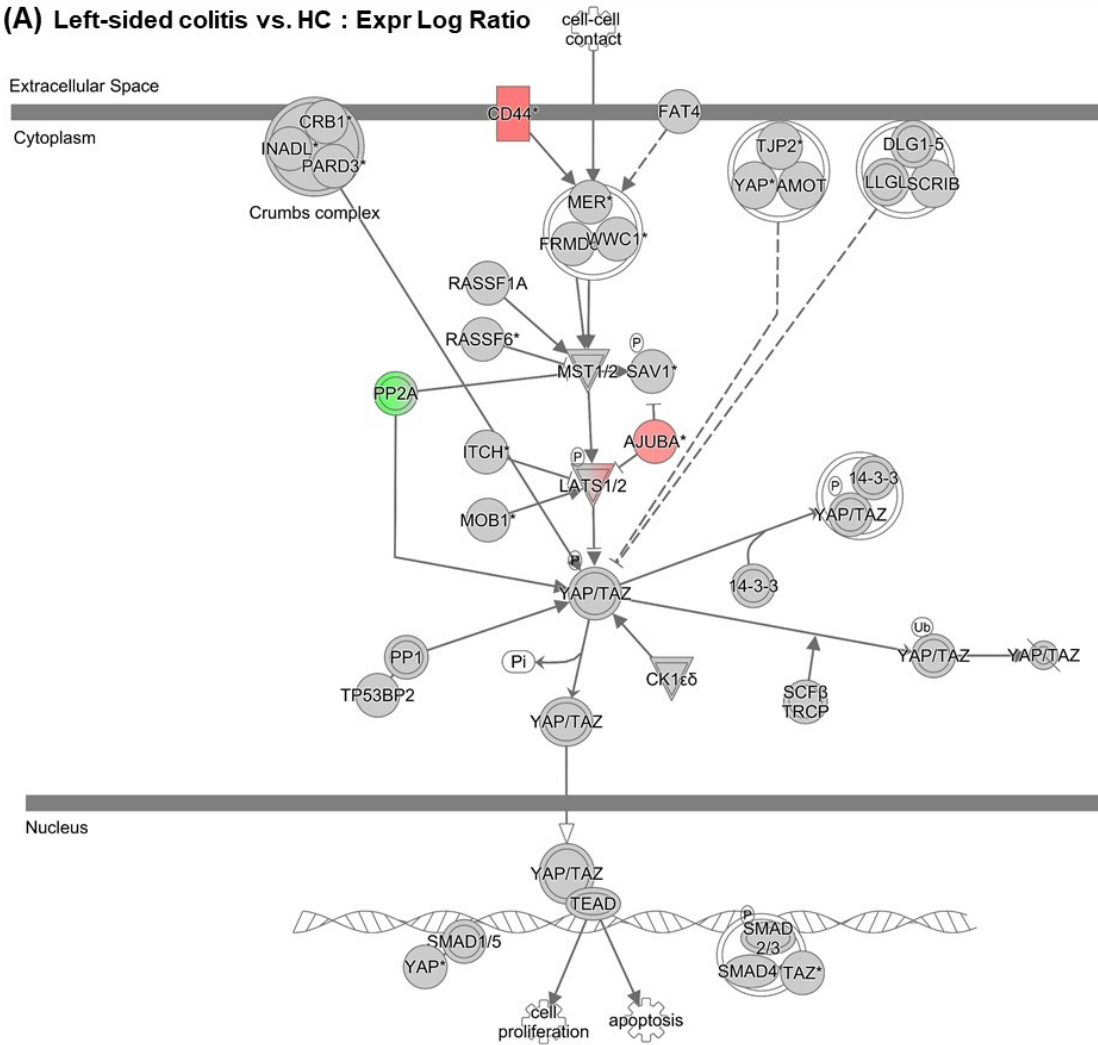 (A) Left-sided colitis vs. HC : Expr Log Ratio
cell-cell
contact
Extracellular Space
Cytoplasm
CD44*
FAT4
CRB1*
INADL*
PARD3*
Crumbs complex
TJP2*
YAP*
AMOT
DLG1-5
LLGL
SCRIB
MER*
WWC1*
RASSF1A
RASSF6*
P
MST1/2
SAV1*
PP2A
AJUBA*
ITCH*
P
LATS1/2
MOB1*
14-3-3
P
YAP/TAZ
P
YAP/TAZ
14-3-3
Ub
YAP/TAZ
YAP/TAZ
PP1
TP53BP2
Pi
CK1εδ
SCFβ
TRCP
YAP/TAZ
Nucleus
YAP/TAZ
TEAD
SMAD1/5
YAP*
P
SMAD
2/3
SMAD4*
TAZ*
cell
proliferation
apoptosis